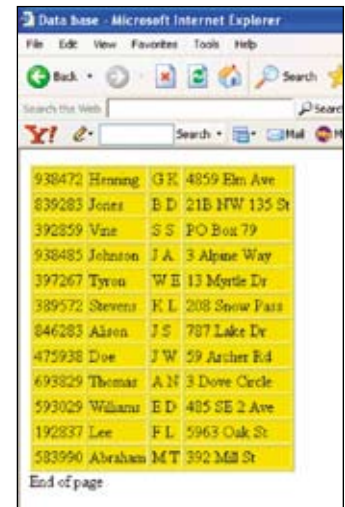 Data base - Microsoft Internet Explorer
File Edit View Favorites Tools Help
Back Search
Search the Web Search
Y! Search Mail
938472 Henning G K 4859 Elm Ave
839283 Jones B D 21B NW 135 St
392859 Vine S S PO Box 79
938485 Johnson J A 3 Alpine Way
397267 Tyron W E 13 Myrtle Dr
389572 Stevens K L 208 Snow Pass
846283 Alison J S 787 Lake Dr
475938 Doe J W 59 Archer Rd
693829 Thomas A N 3 Dove Circle
593029 Williams E D 485 SE 2 Ave
192837 Lee F L 5963 Oak St
583990 Abraham M T 392 Mill St
End of page